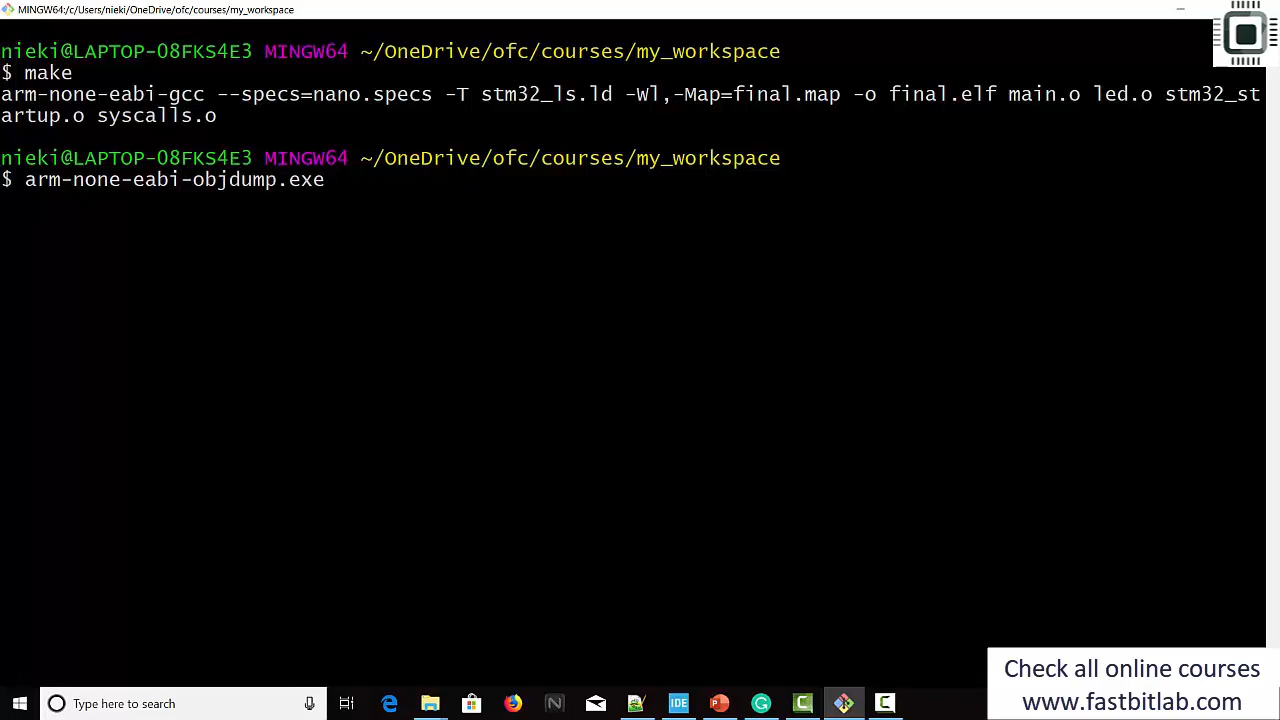 MINGW64:/c/Users/nieki/OneDrive/ofc/courses/my_workspace
nieki@LAPTOP-O8FKS4E3 MINGW64 ~/OneDrive/ofc/courses/my_workspace
$ make
arm-none-eabi-gcc --specs=nano.specs -T stm32_ls.ld -Wl,-Map=final.map -o final.elf main.o led.o stm32_st
artup.o syscalls.o
nieki@LAPTOP-O8FKS4E3 MINGW64 ~/OneDrive/ofc/courses/my_workspace
$ arm-none-eabi-objdump.exe
Check all online courses
www.fastbitlab.com
Type here to search
IDE